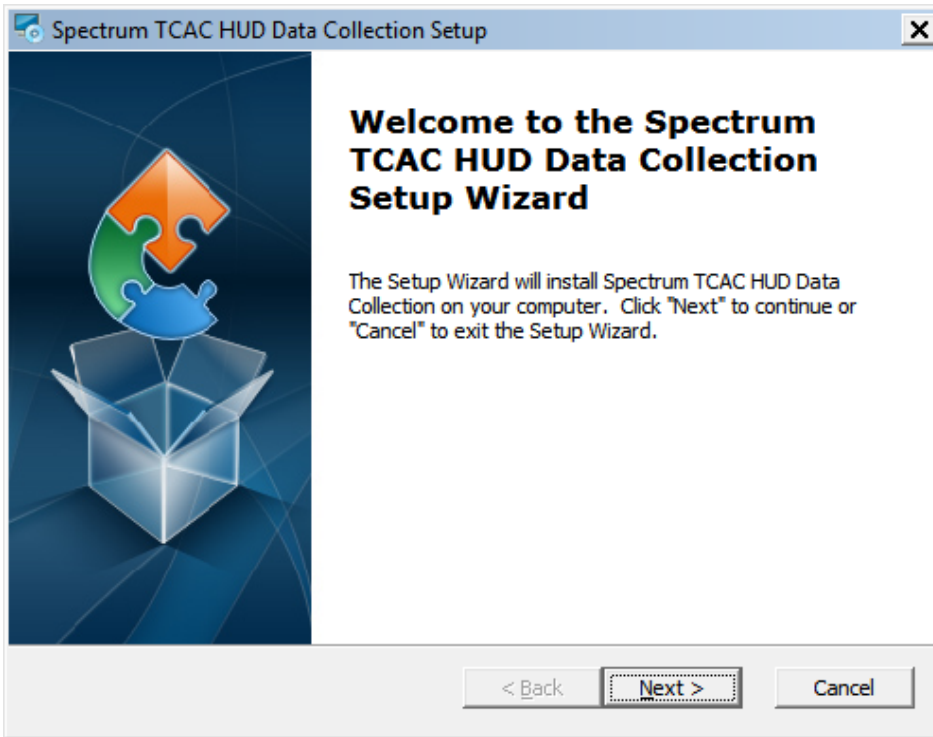 Spectrum TCAC HUD Data Collection Setup
Welcome to the Spectrum
TCAC HUD Data Collection
Setup Wizard
The Setup Wizard will install Spectrum TCAC HUD Data
Collection on your computer.  Click "Next" to continue or
"Cancel" to exit the Setup Wizard.
< Back
Next >
Cancel